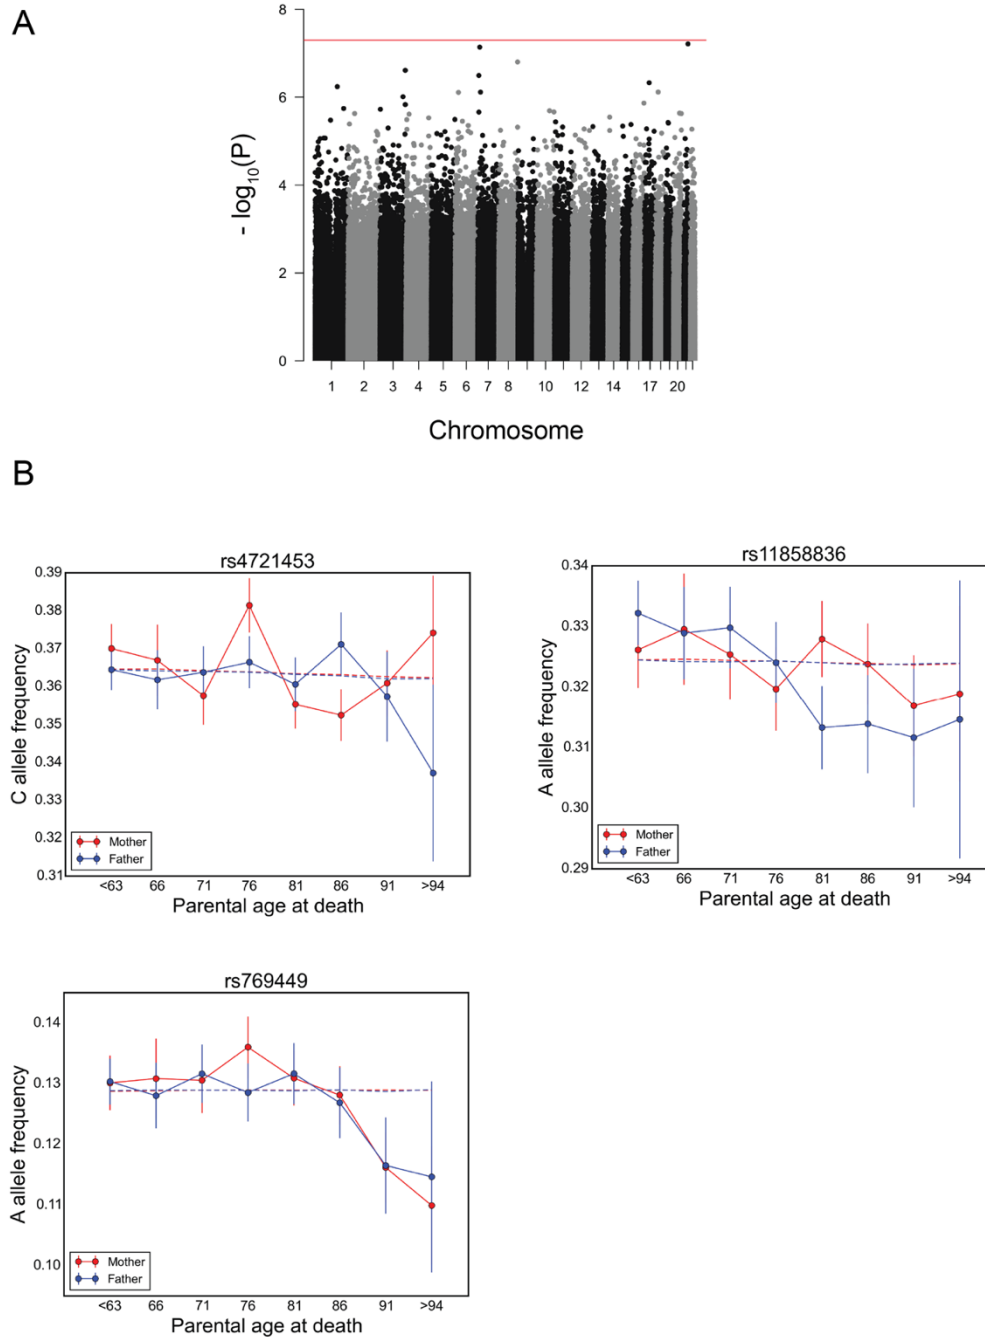 A
8
6
4
2
0
- log10(P)
1 2 3 4 5 6 7 8 10 12 14 17 20
Chromosome
B
rs4721453
0.39
0.38
0.37
0.36
0.35
0.34
0.33
0.32
0.31
C allele frequency
Mother
Father
<63 66 71 76 81 86 91 >94
Parental age at death
rs11858836
0.34
0.33
0.32
0.31
0.30
0.29
A allele frequency
Mother
Father
<63 66 71 76 81 86 91 >94
Parental age at death
rs769449
0.14
0.13
0.12
0.11
0.10
A allele frequency
Mother
Father
<63 66 71 76 81 86 91 >94
Parental age at death